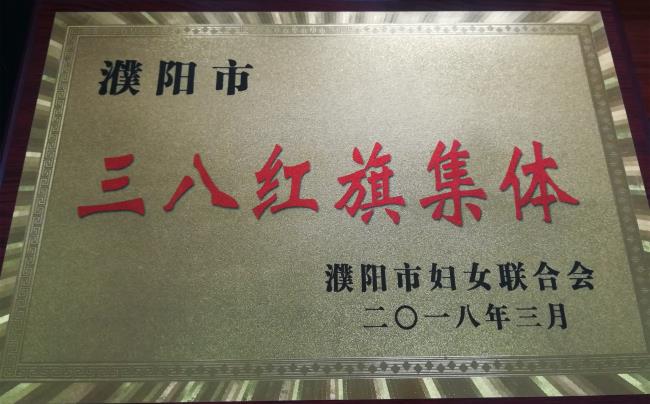 濮阳市
三八红旗集体
濮阳市妇女联合会
二〇一八年三月